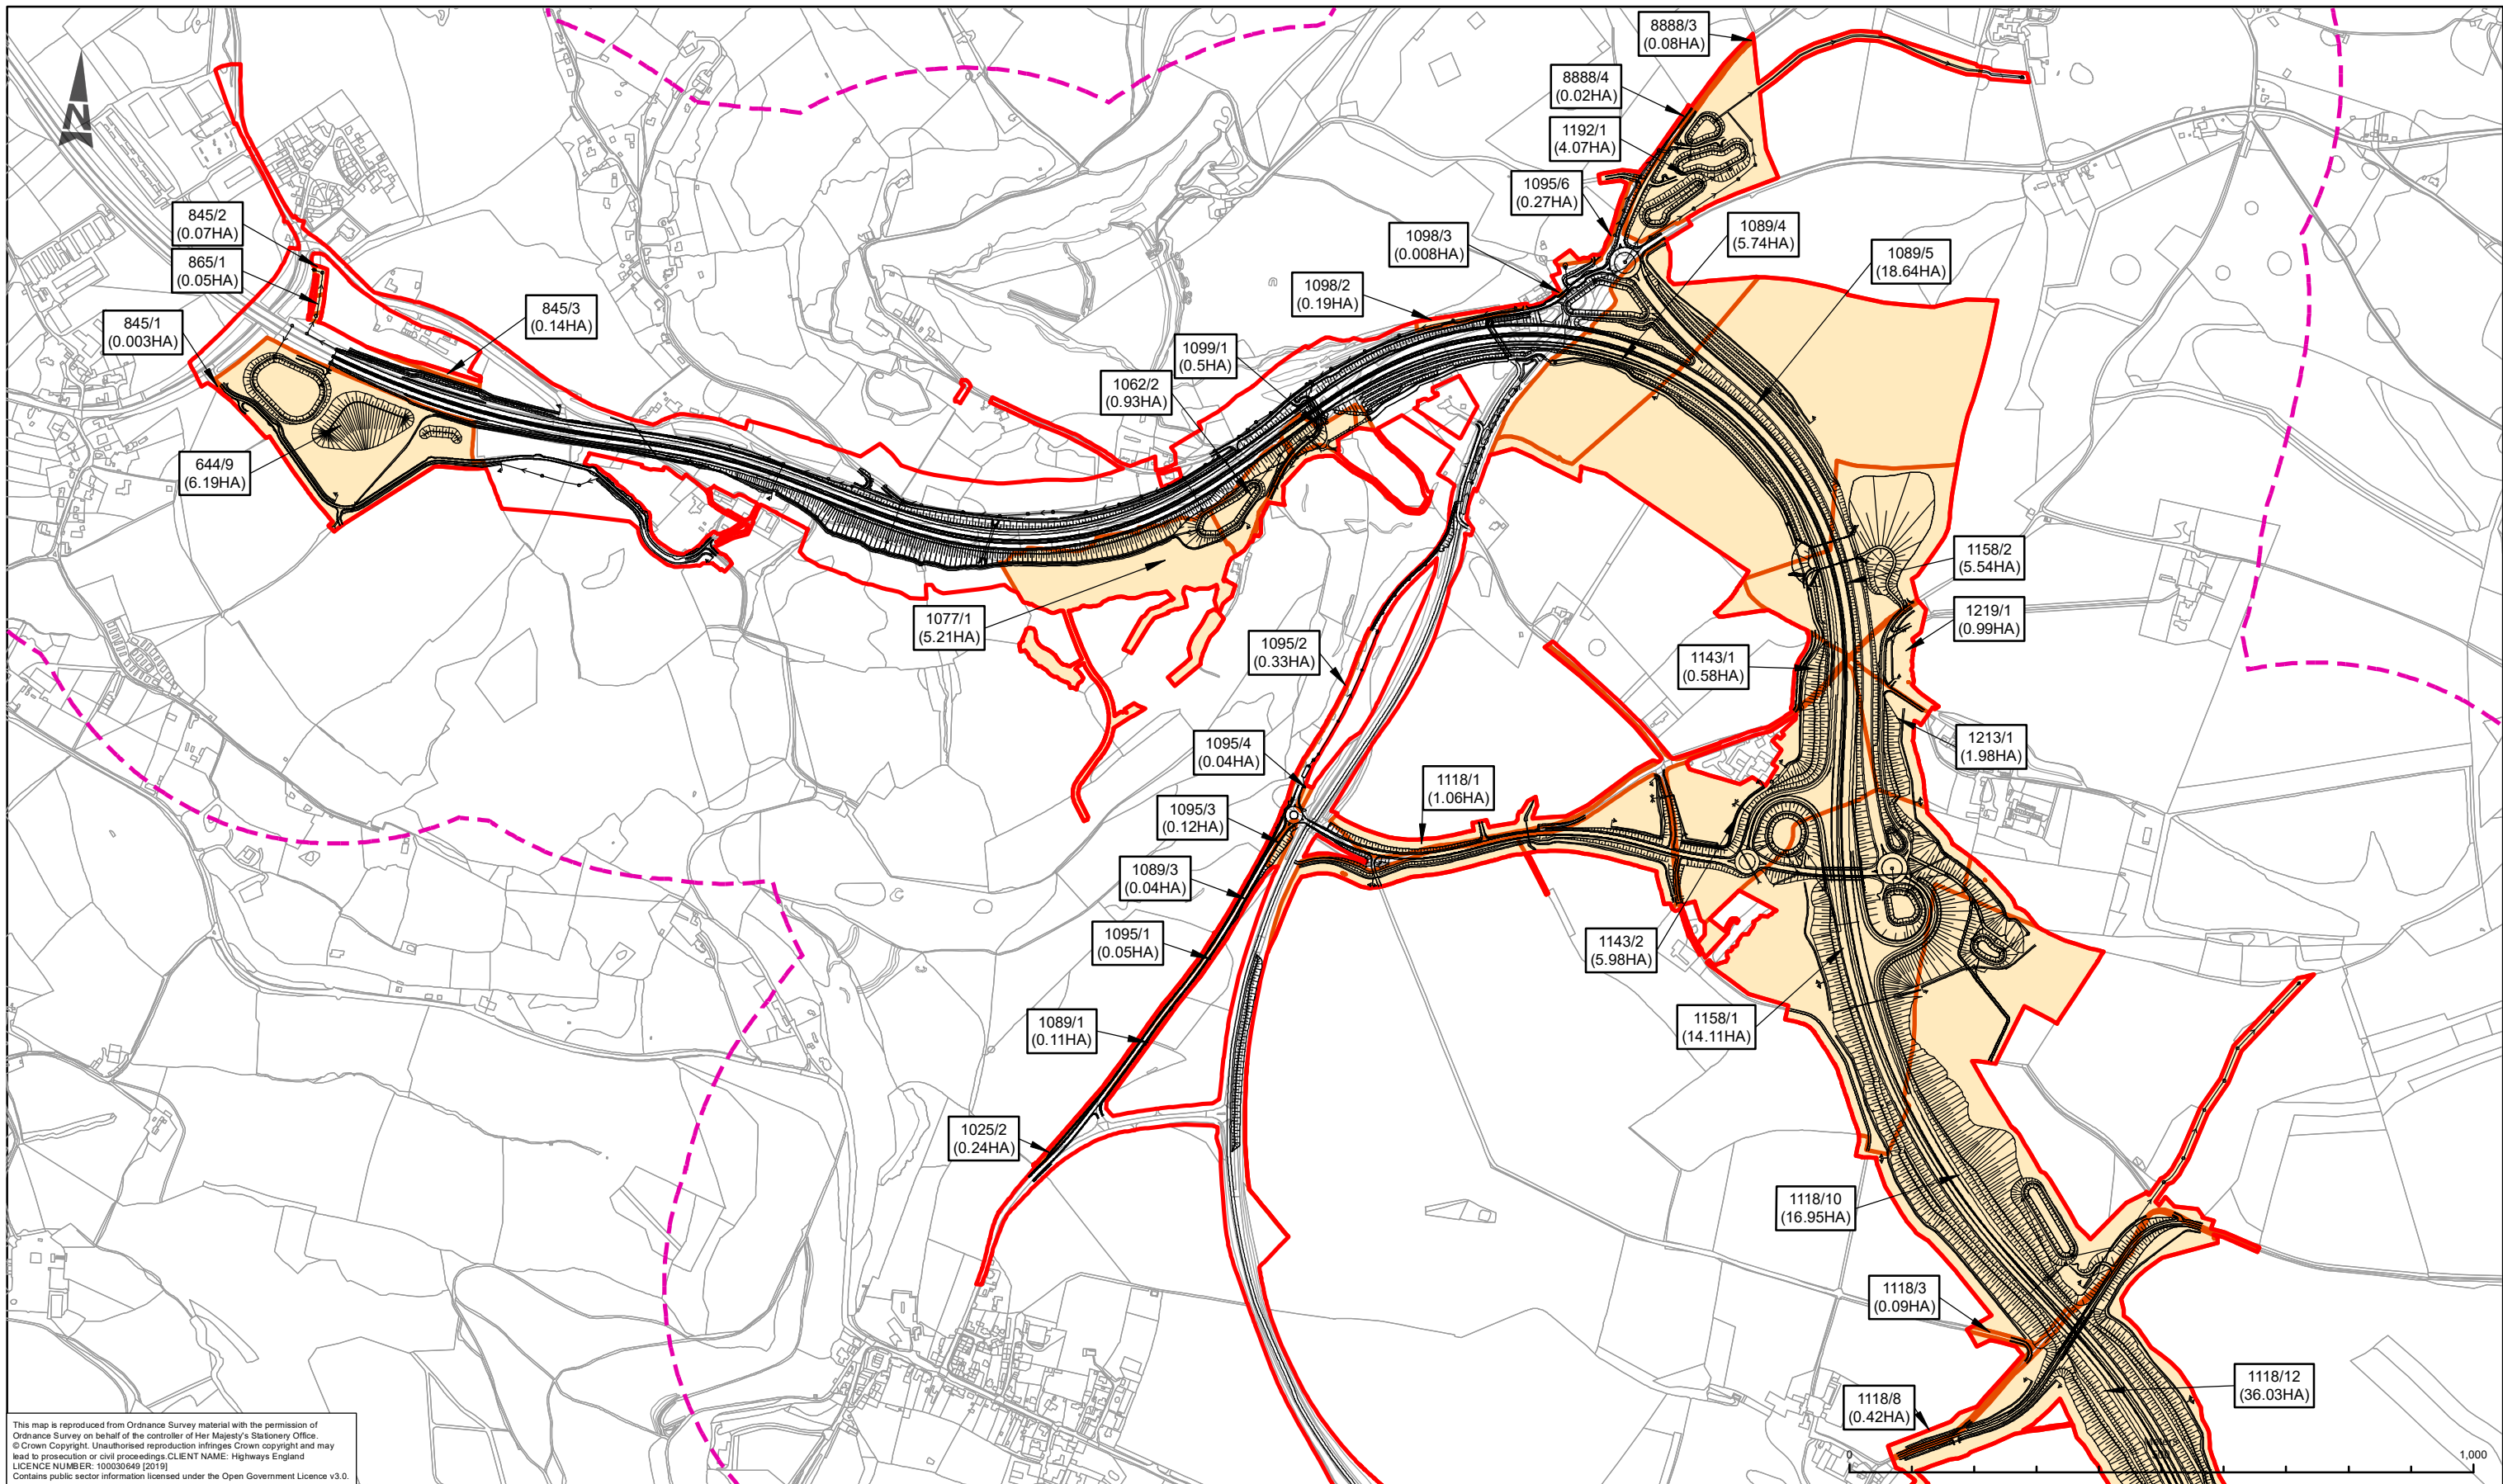 8888/3
(0.08HA)
8888/4
(0.02HA)
1192/1
(4.07HA)
1095/6
(0.27HA)
N
845/2
(0.07HA)
1089/4
(5.74HA)
1098/3
(0.008HA)
1089/5
(18.64HA)
865/1
(0.05HA)
1098/2
(0.19HA)
845/3
(0.14HA)
845/1
(0.003HA)
1099/1
(0.5HA)
1062/2
(0.93HA)
644/9
(6.19HA)
1158/2
(5.54HA)
1077/1
(5.21HA)
1219/1
(0.99HA)
1095/2
(0.33HA)
1143/1
(0.58HA)
1095/4
(0.04HA)
1213/1
(1.98HA)
1118/1
(1.06HA)
1095/3
(0.12HA)
1089/3
(0.04HA)
1095/1
(0.05HA)
1143/2
(5.98HA)
1089/1
(0.11HA)
1158/1
(14.11HA)
1025/2
(0.24HA)
1118/10
(16.95HA)
1118/3
(0.09HA)
1118/12
(36.03HA)
1118/8
(0.42HA)
0
1,000
This map is reproduced from Ordnance Survey material with the permission of
Ordnance Survey on behalf of the controller of Her Majesty's Stationery Office.
© Crown Copyright. Unauthorised reproduction infringes Crown copyright and may
lead to prosecution or civil proceedings.CLIENT NAME: Highways England
LICENCE NUMBER: 100030649 [2019]
Contains public sector information licensed under the Open Government Licence v3.0.